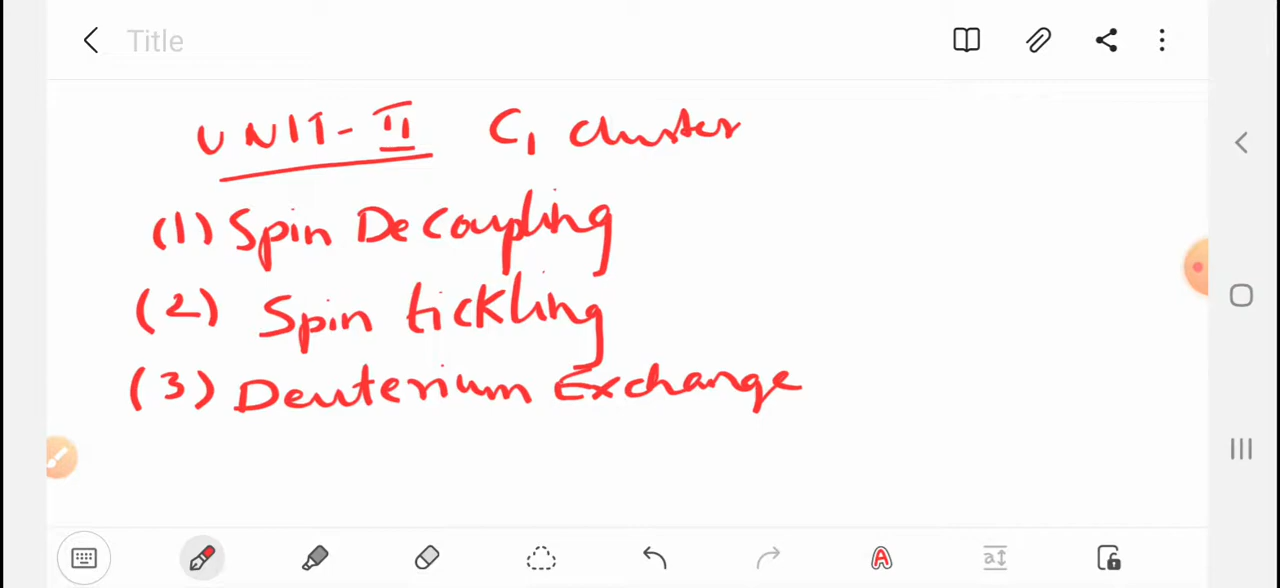 Title
UNIT-II C1 cluster
(1) Spin Decoupling
(2) Spin tickling
(3) Deuterium Exchange